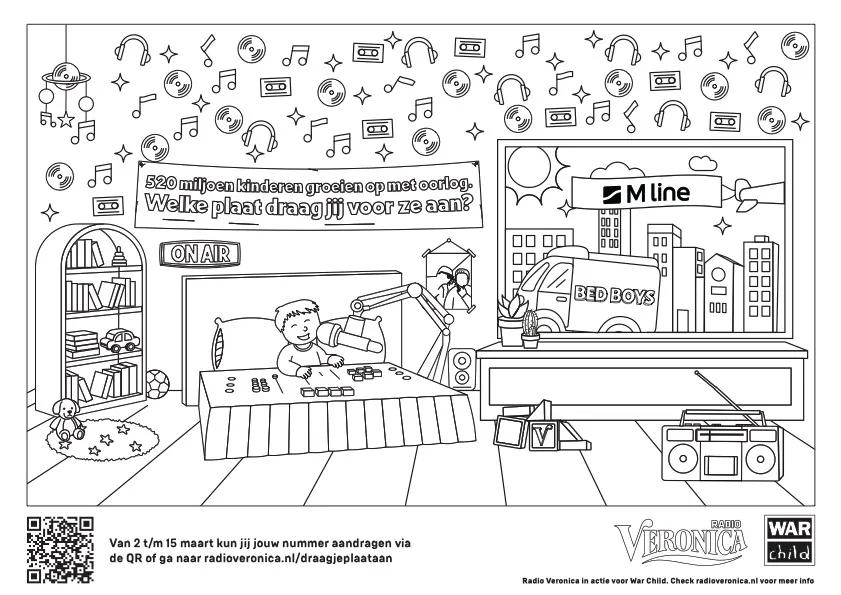 520 miljoen kinderen groeien op met oorlog.
Welke plaat draag jij voor ze aan?
M line
ON AIR
BED BOYS
V
Van 2 t/m 15 maart kun jij jouw nummer aandragen via
de QR of ga naar radioveronica.nl/draagjeplaataan
RADIO
VERONICA
WAR
child
Radio Veronica in actie voor War Child. Check radioveronica.nl voor meer info